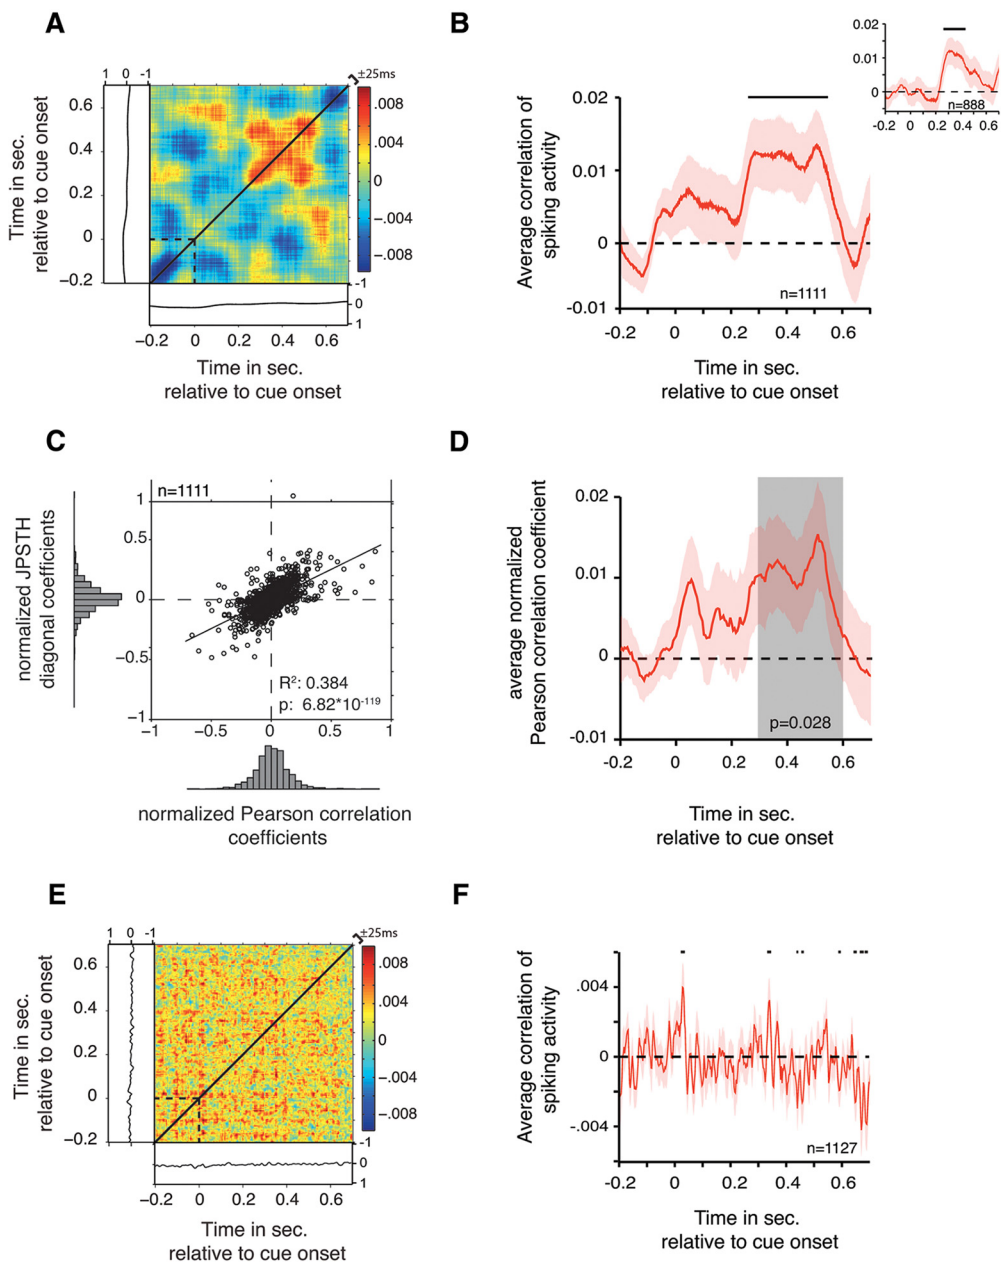 A
1 0 -1
±25ms
0.6
0.4
0.2
0
−0.2
Time in sec.
relative to cue onset
.008
.004
0
−.004
−.008
-1
0
1
−0.2 0 0.2 0.4 0.6
Time in sec.
relative to cue onset
B
0.02
0.01
0
-0.01
Average correlation of
spiking activity
n=1111
-0.2 0 0.2 0.4 0.6
Time in sec.
relative to cue onset
0.02
0.01
0
n=888
-0.2 0 0.2 0.4 0.6
C
n=1111
1
0.5
0
−0.5
−1
normalized JPSTH
diagonal coefficients
R²: 0.384
p: 6.82*10⁻¹¹⁹
−1 −0.5 0 0.5 1
normalized Pearson correlation
coefficients
D
0.02
0.01
0
-0.01
average normalized
Pearson correlation coefficient
p=0.028
-0.2 0 0.2 0.4 0.6
Time in sec.
relative to cue onset
E
1 0 -1
±25ms
0.6
0.4
0.2
0
−0.2
Time in sec.
relative to cue onset
.008
.004
0
−.004
−.008
-1
0
1
−0.2 0 0.2 0.4 0.6
Time in sec.
relative to cue onset
F
.004
0
-.004
Average correlation of
spiking activity
n=1127
-0.2 0 0.2 0.4 0.6
Time in sec.
relative to cue onset